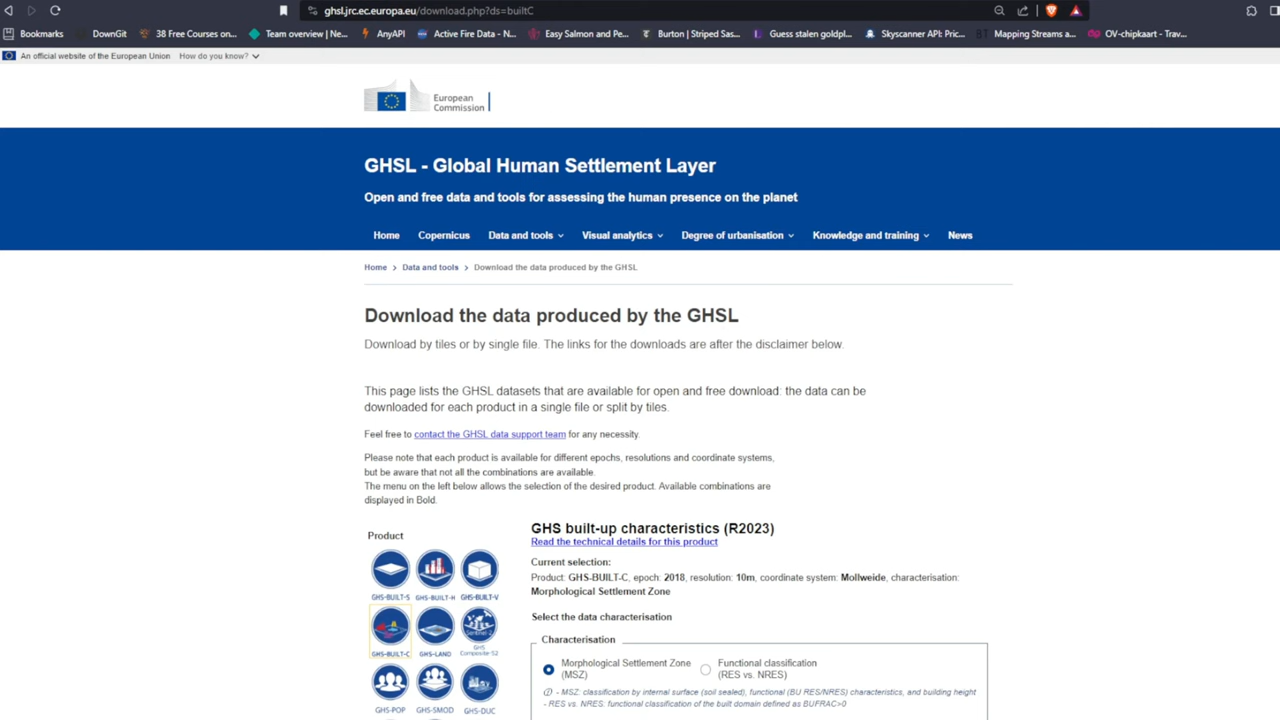 ghsl.jrc.ec.europa.eu/download.php?ds=builtC
Bookmarks DownGit 38 Free Courses on... Team overview | Ne... AnyAPI Active Fire Data - N... Easy Salmon and Pe... Burton | Striped Sas... Guess stalen goldpl... Skyscanner API: Pric... Mapping Streams a... OV-chipkaart - Trav...
An official website of the European Union How do you know?
European
Commission
GHSL - Global Human Settlement Layer
Open and free data and tools for assessing the human presence on the planet
Home Copernicus Data and tools Visual analytics Degree of urbanisation Knowledge and training News
Home > Data and tools > Download the data produced by the GHSL
Download the data produced by the GHSL
Download by tiles or by single file. The links for the downloads are after the disclaimer below.
This page lists the GHSL datasets that are available for open and free download: the data can be
downloaded for each product in a single file or split by tiles.
Feel free to contact the GHSL data support team for any necessity.
Please note that each product is available for different epochs, resolutions and coordinate systems,
but be aware that not all the combinations are available.
The menu on the left below allows the selection of the desired product. Available combinations are
displayed in Bold.
Product
GHS-BUILT-S GHS-BUILT-H GHS-BUILT-V
GHS-BUILT-C GHS-LAND Sentinel-2 GHS
Composite-S2
GHS-POP GHS-SMOD GHS-DUC
GHS built-up characteristics (R2023)
Read the technical details for this product
Current selection:
Product: GHS-BUILT-C, epoch: 2018, resolution: 10m, coordinate system: Mollweide, characterisation:
Morphological Settlement Zone
Select the data characterisation
Characterisation
Morphological Settlement Zone Functional classification
(MSZ) (RES vs. NRES)
- MSZ: classification by internal surface (soil sealed), functional (BU RES/NRES) characteristics, and building height
- RES vs. NRES: functional classification of the built domain defined as BUFRAC>0